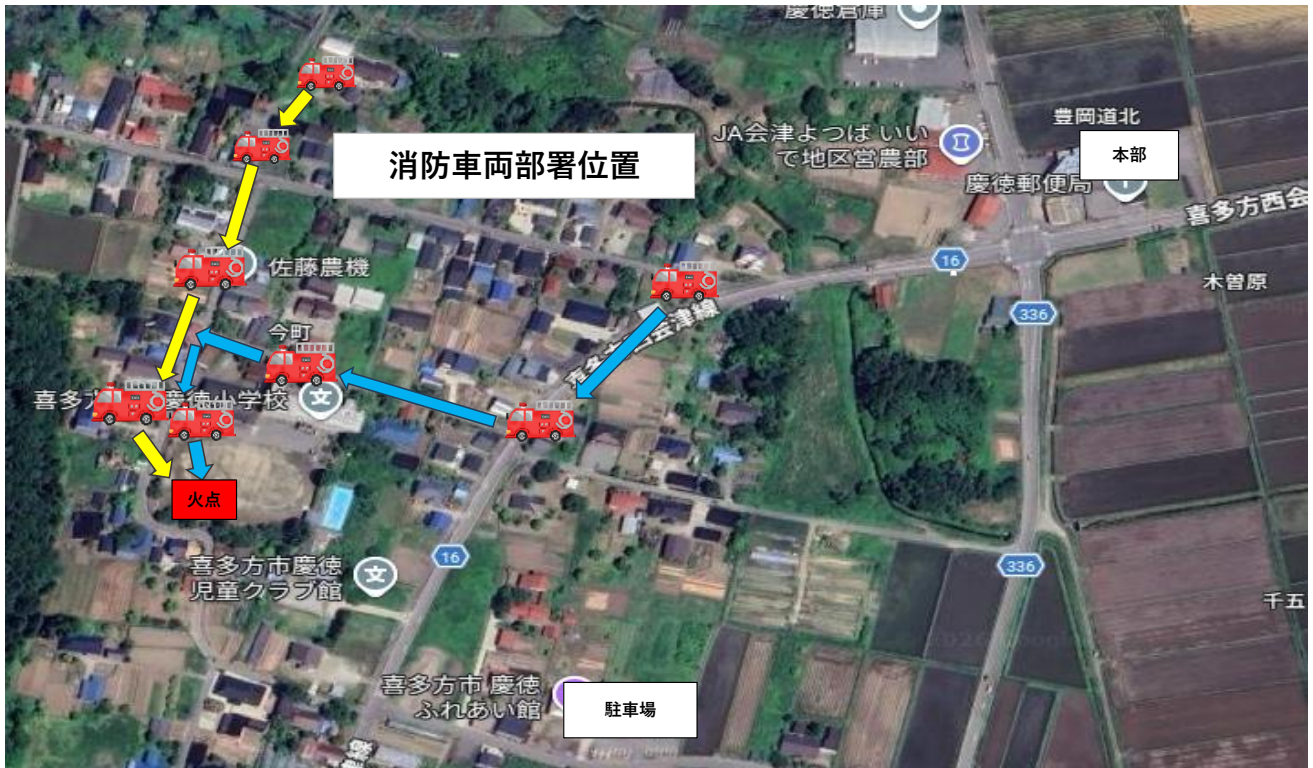 慶徳倉庫
豊岡道北
本部
JA会津よつば いい
で地区営農部
慶徳郵便局
消防車両部署位置
喜多方西会
16
佐藤農機
木曽原
336
今町
喜多
慶徳小学校
火点
16
喜多方市慶徳
児童クラブ館
336
千五
喜多方市 慶徳
ふれあい館
駐車場